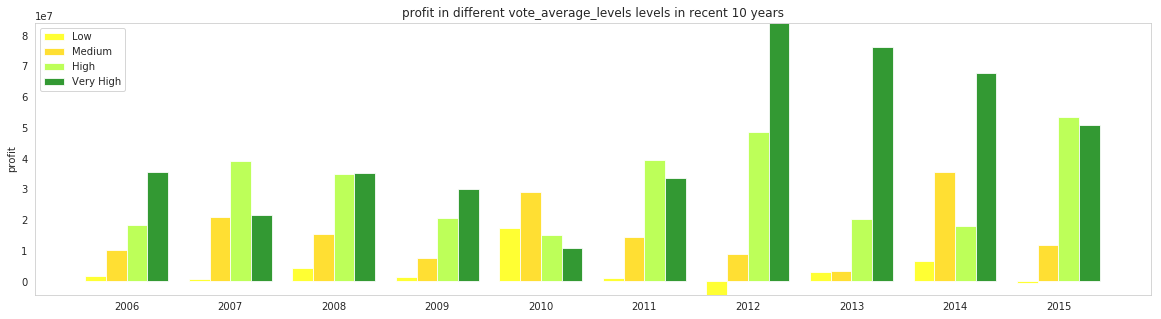 profit in different vote_average_levels levels in recent 10 years
1e7
Low
Medium
High
Very High
profit
8
7
6
5
4
3
2
1
0
2006 2007 2008 2009 2010 2011 2012 2013 2014 2015